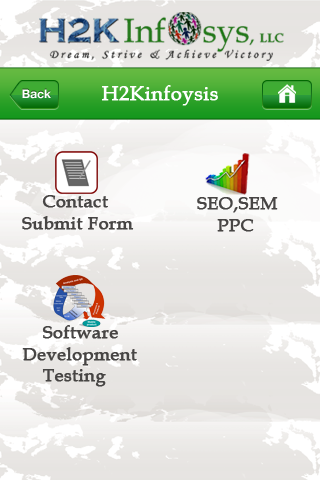 H2K Infosys, LLC
Dream, Strive & Achieve Victory
Back
H2Kinfoysis
Contact
Submit Form
SEO,SEM
PPC
Software
Development
Testing